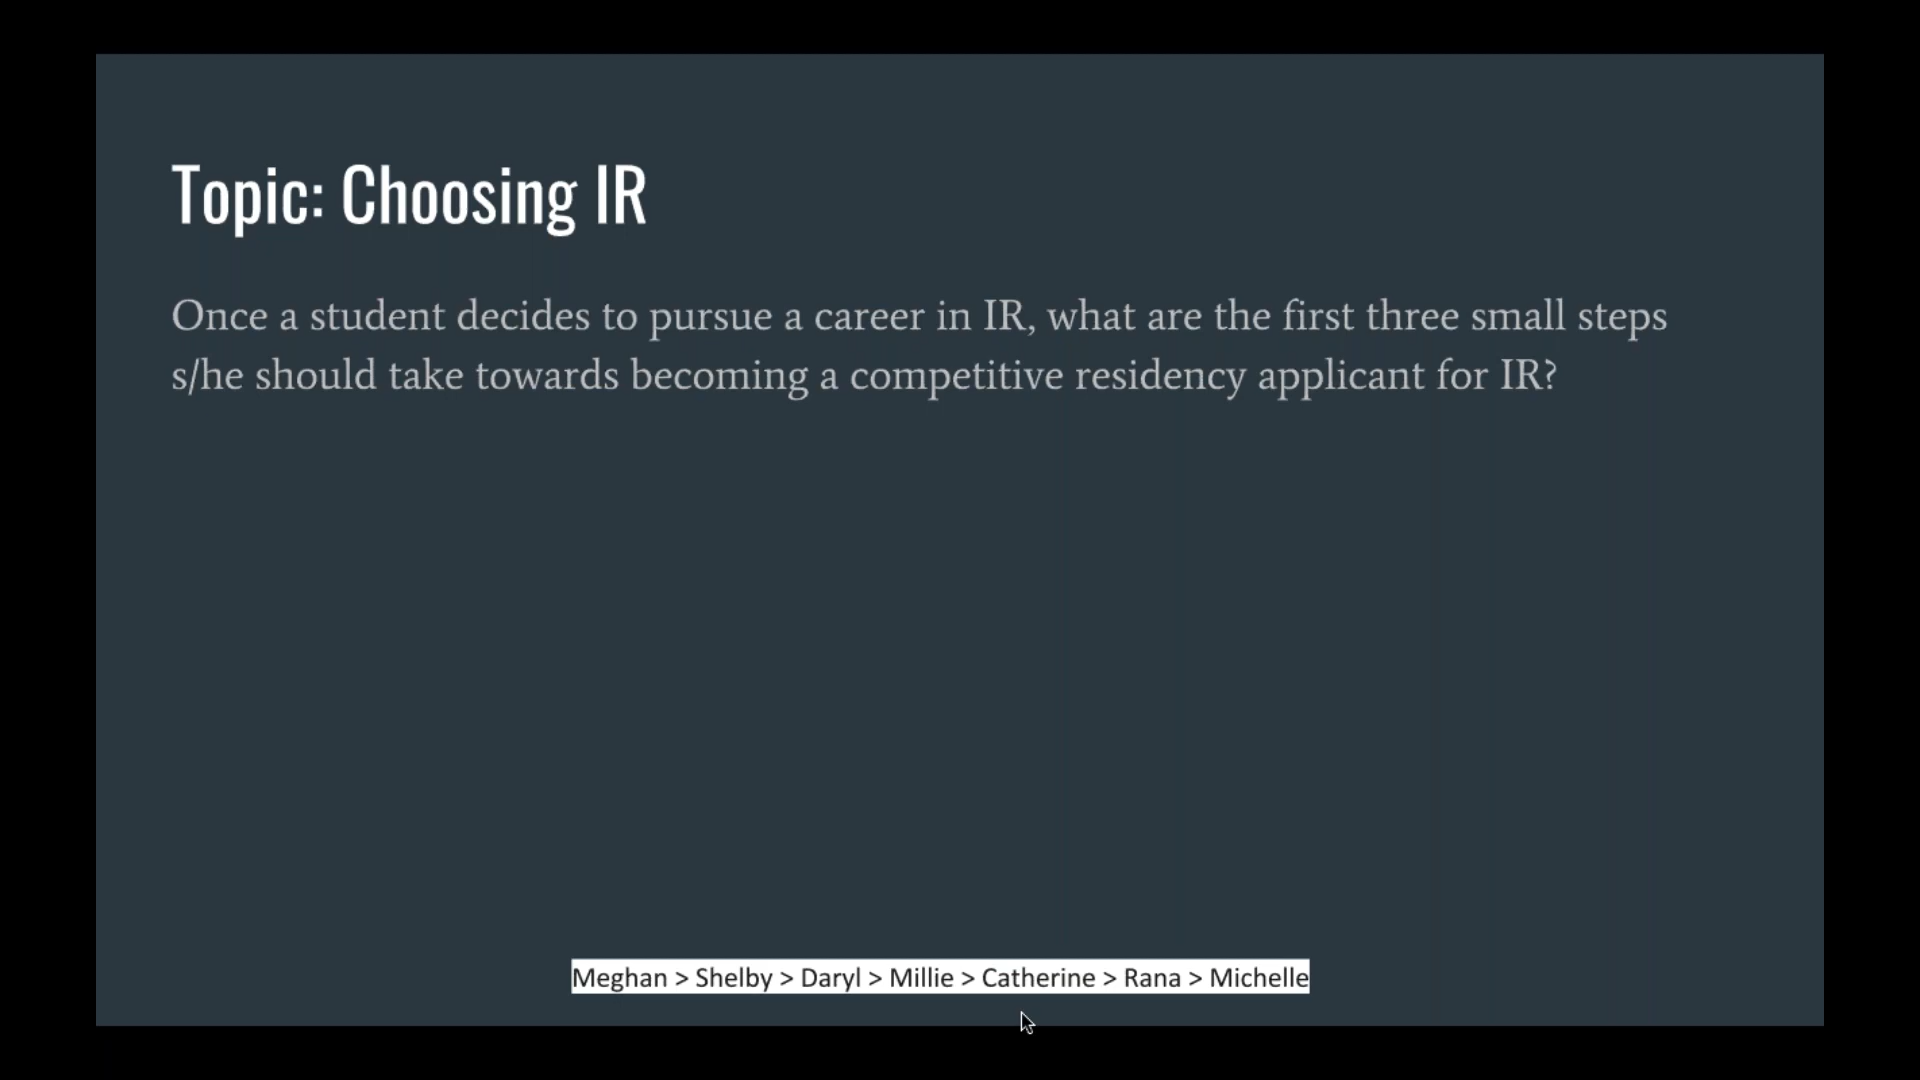 Topic: Choosing IR
Once a student decides to pursue a career in IR, what are the first three small steps
s/he should take towards becoming a competitive residency applicant for IR?
Meghan > Shelby > Daryl > Millie > Catherine > Rana > Michelle